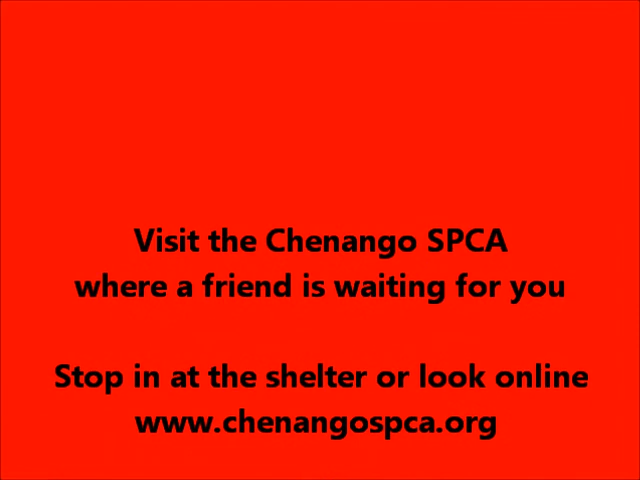 Visit the Chenango SPCA
where a friend is waiting for you
Stop in at the shelter or look online
www.chenangospca.org